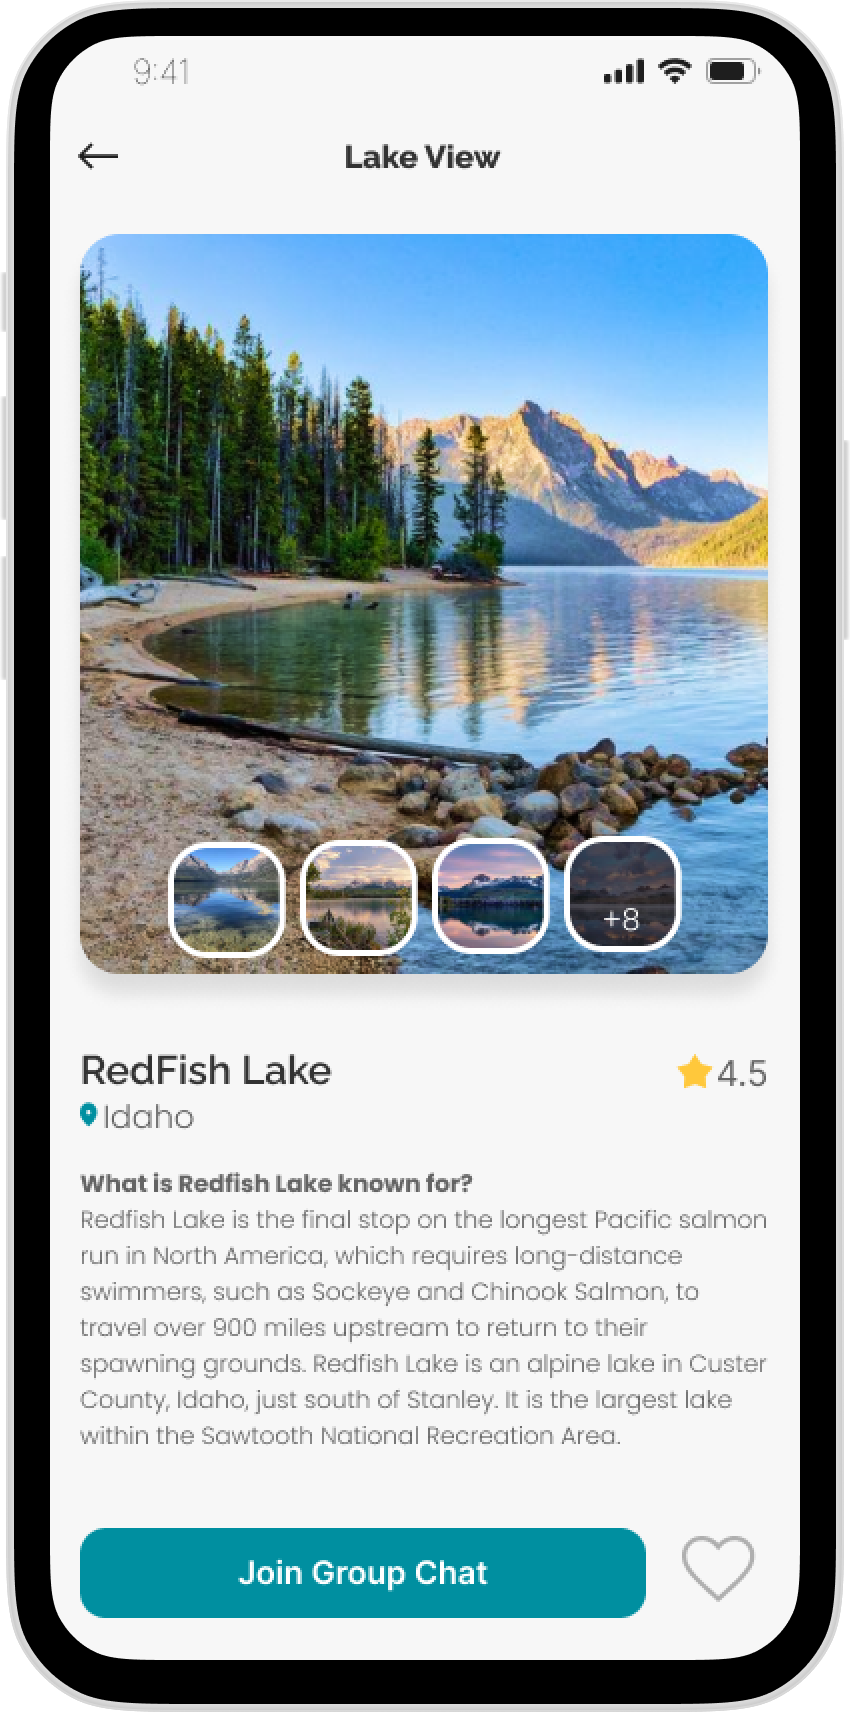 9:41
Lake View
+8
RedFish Lake
4.5
Idaho
What is Redfish Lake known for?
Redfish Lake is the final stop on the longest Pacific salmon
run in North America, which requires long-distance
swimmers, such as Sockeye and Chinook Salmon, to
travel over 900 miles upstream to return to their
spawning grounds. Redfish Lake is an alpine lake in Custer
County, Idaho, just south of Stanley. It is the largest lake
within the Sawtooth National Recreation Area.
Join Group Chat